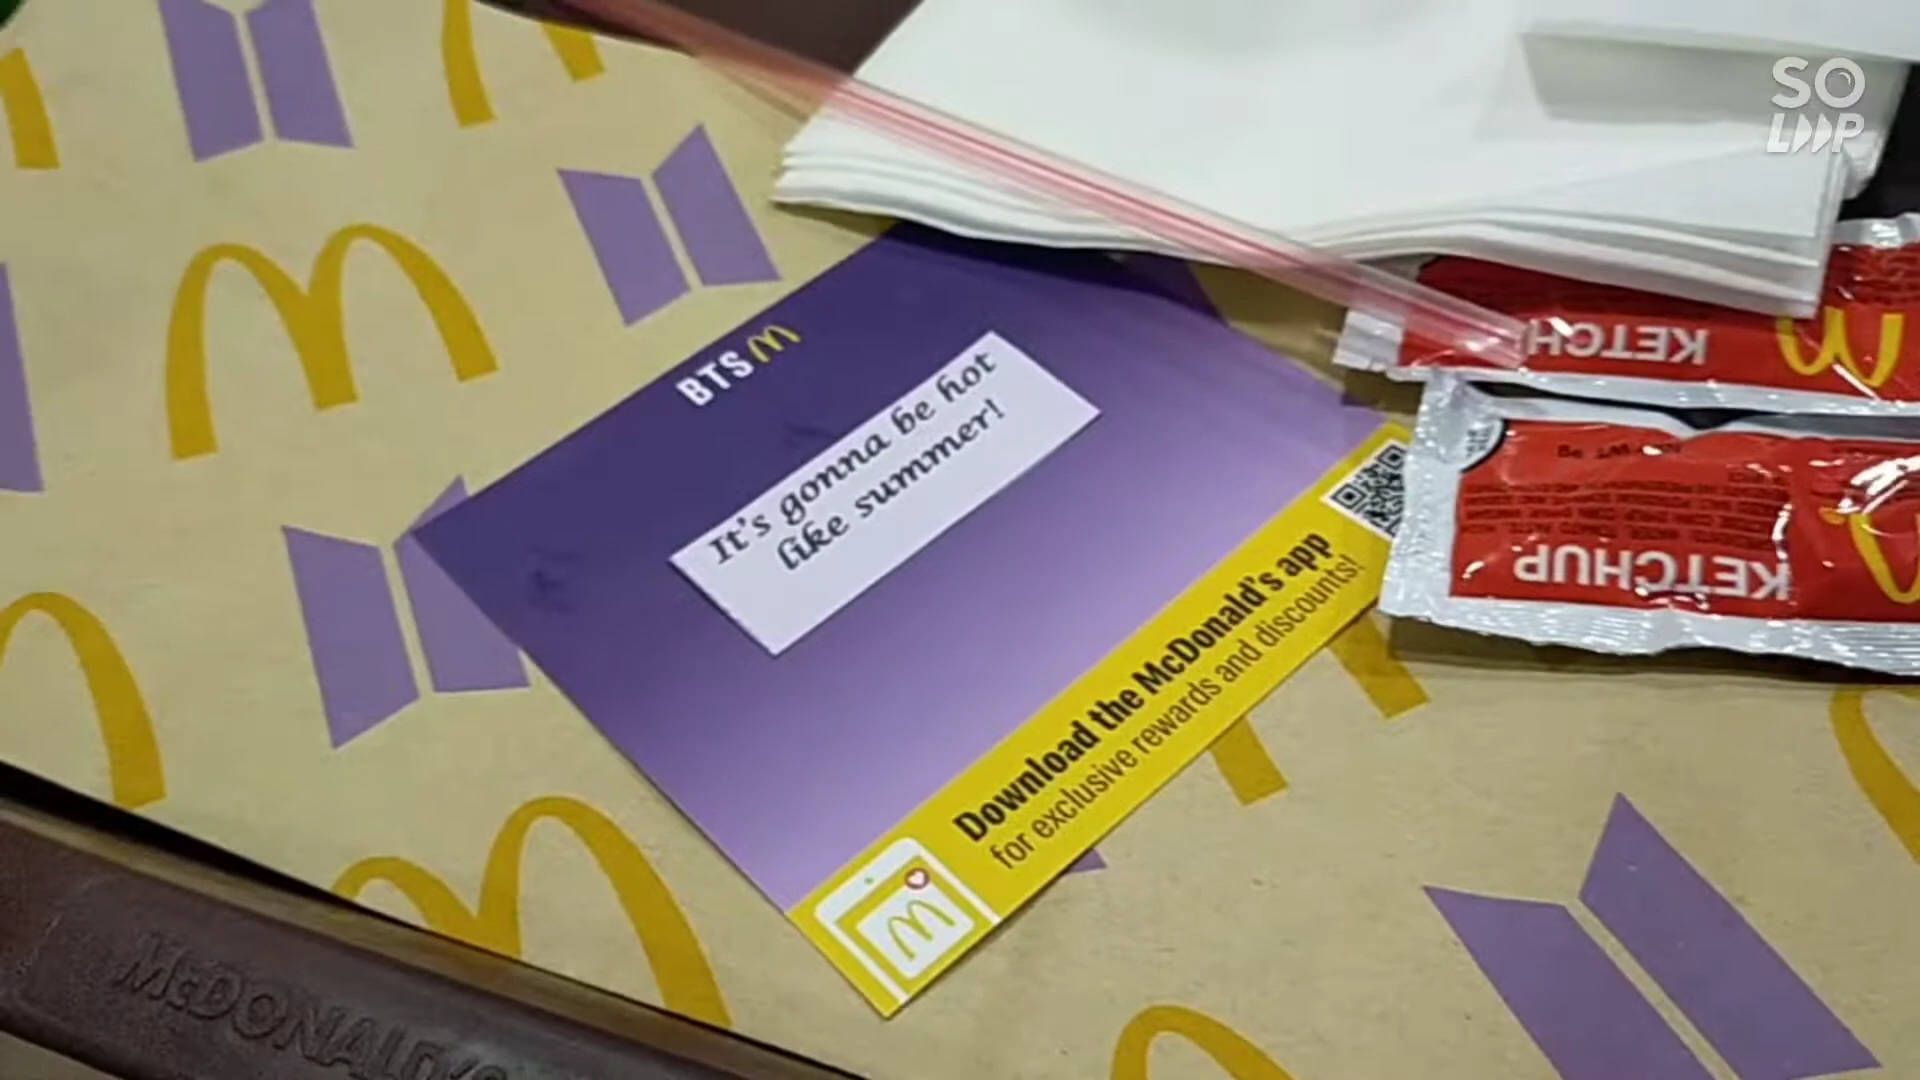 SO
LOOP
BTS
It's gonna be hot
like summer!
Download the McDonald's app
for exclusive rewards and discounts!
KETCH
KETCHUP
McDONALD'S